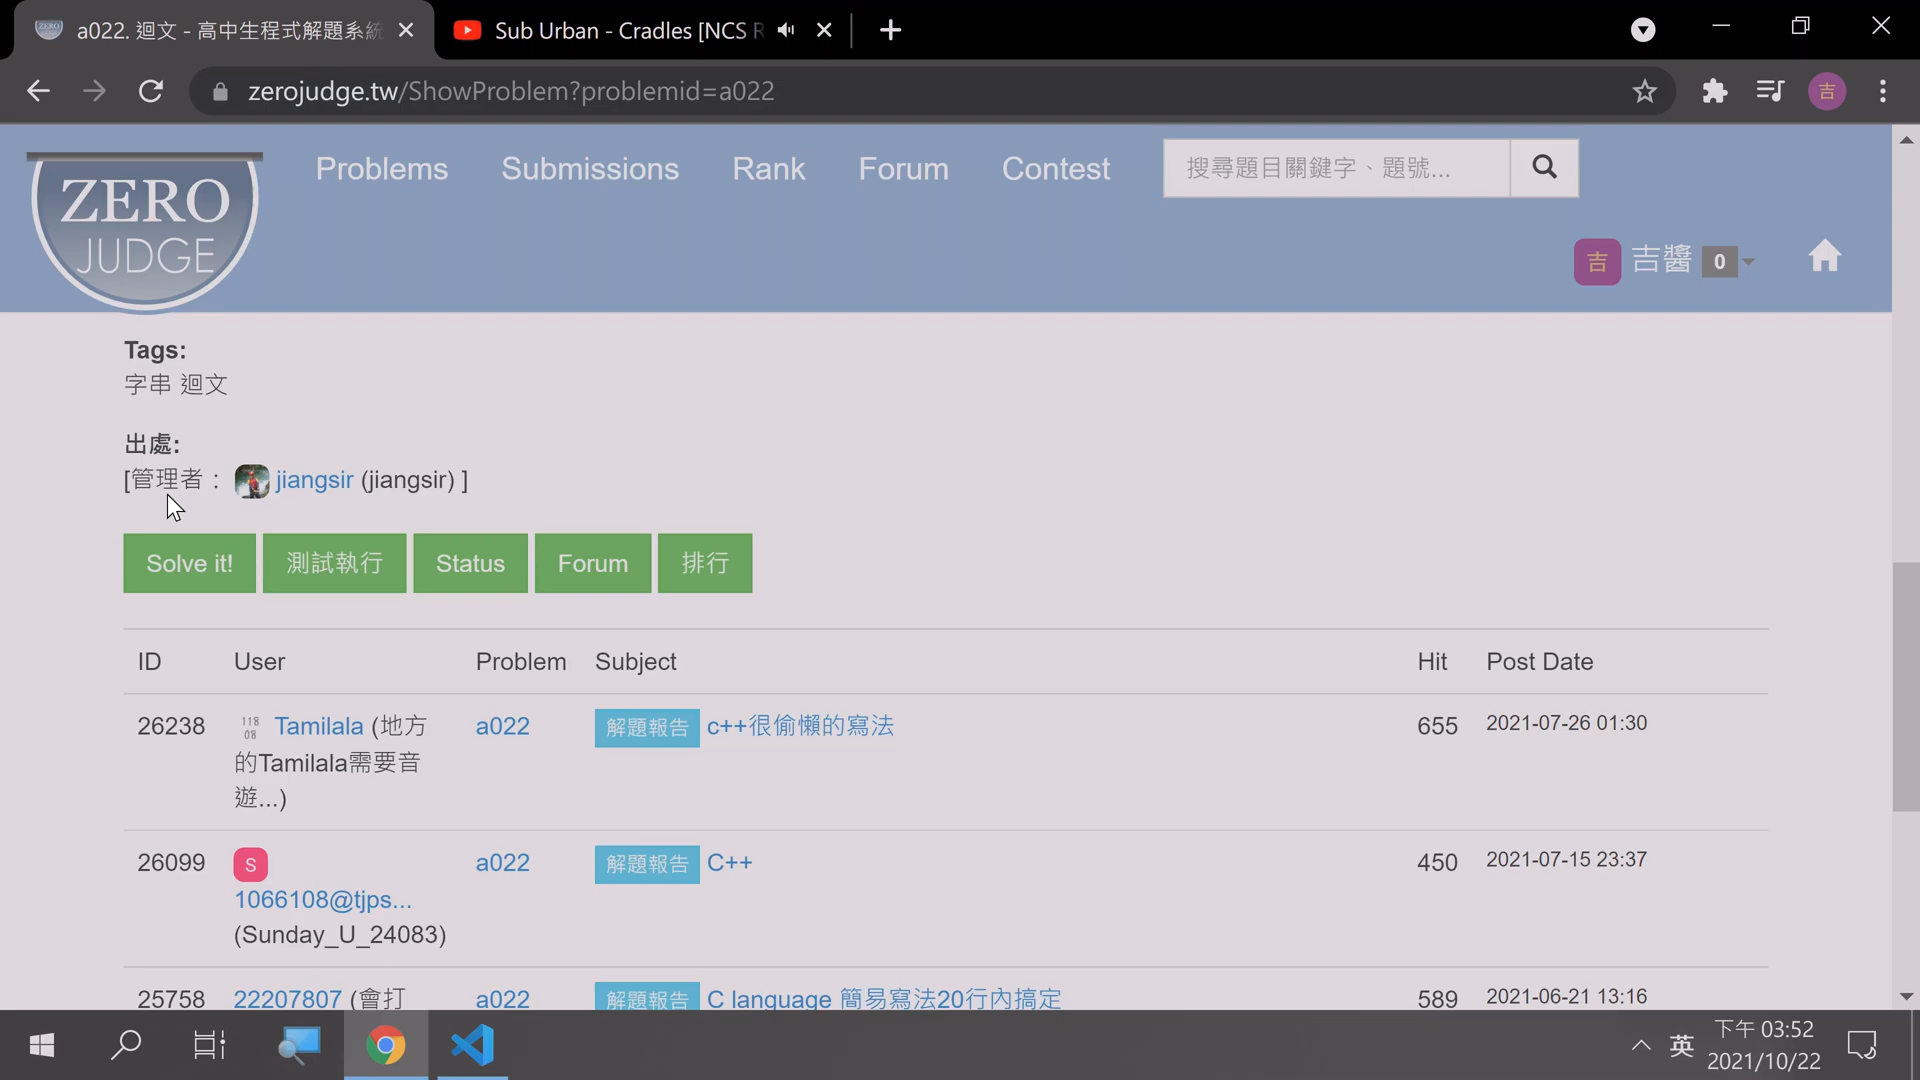 a022. 迴文 - 高中生程式解題系統
Sub Urban - Cradles [NCS R
zerojudge.tw/ShowProblem?problemid=a022
吉
ZERO
JUDGE
Problems Submissions Rank Forum Contest
搜尋題目關鍵字、題號...
吉 吉醬 0
Tags:
字串 迴文
出處:
[管理者： jiangsir (jiangsir) ]
Solve it! 測試執行 Status Forum 排行
ID User Problem Subject Hit Post Date
26238 118 08 Tamilala (地方 a022 解題報告 c++很偷懶的寫法 655 2021-07-26 01:30
的Tamilala需要音
遊...)
26099 S a022 解題報告 C++ 450 2021-07-15 23:37
1066108@tjps...
(Sunday_U_24083)
25758 22207807 (會打 a022 解題報告 C language 簡易寫法20行內搞定 589 2021-06-21 13:16
英 下午 03:52
2021/10/22